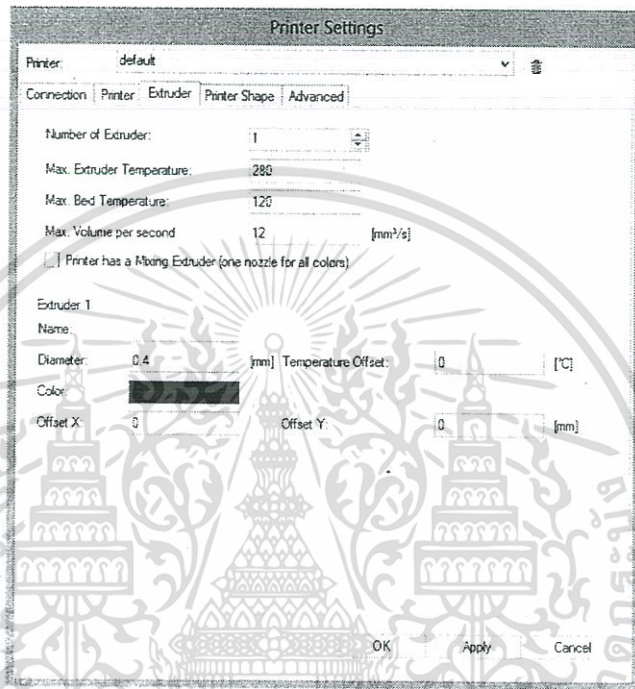 Printer Settings
Printer: default
Connection Printer Extruder Printer Shape Advanced
Number of Extruder: 1
Max. Extruder Temperature: 280
Max. Bed Temperature: 120
Max. Volume per second 12 [mm³/s]
Printer has a Mixing Extruder (one nozzle for all colors)
Extruder 1
Name:
Diameter: 0.4 [mm] Temperature Offset: 0 [°C]
Color:
Offset X: 0 Offset Y: 0 [mm]
OK Apply Cancel